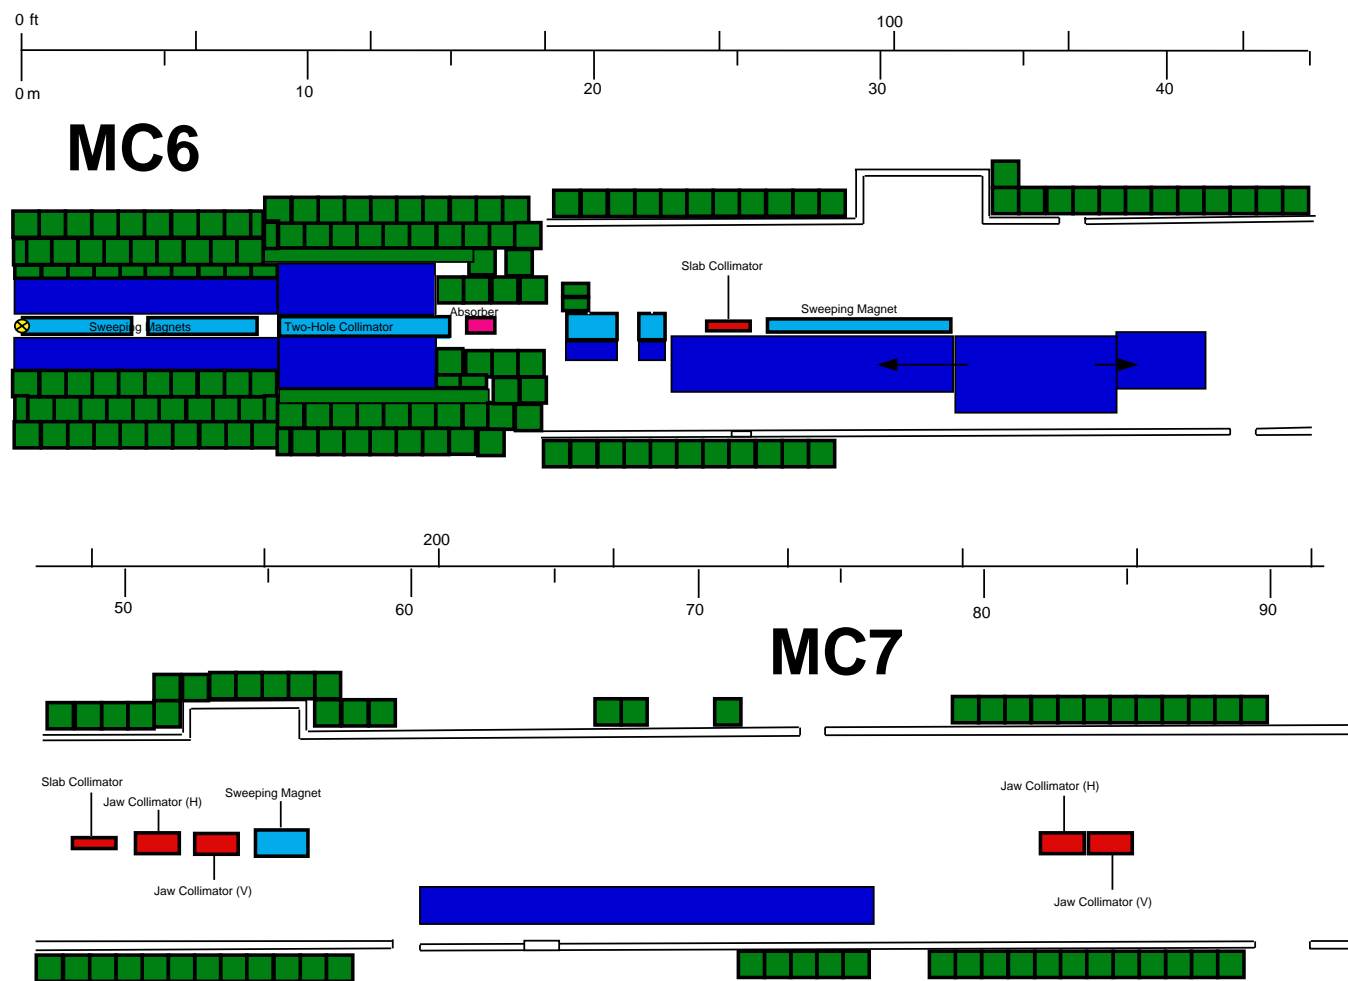 0 ft
100
0 m
10
20
30
40
MC6
Slab Collimator
Absorber
Sweeping Magnet
Sweeping Magnets
Two-Hole Collimator
200
50
60
70
80
90
MC7
Slab Collimator
Jaw Collimator (H)
Sweeping Magnet
Jaw Collimator (H)
Jaw Collimator (V)
Jaw Collimator (V)